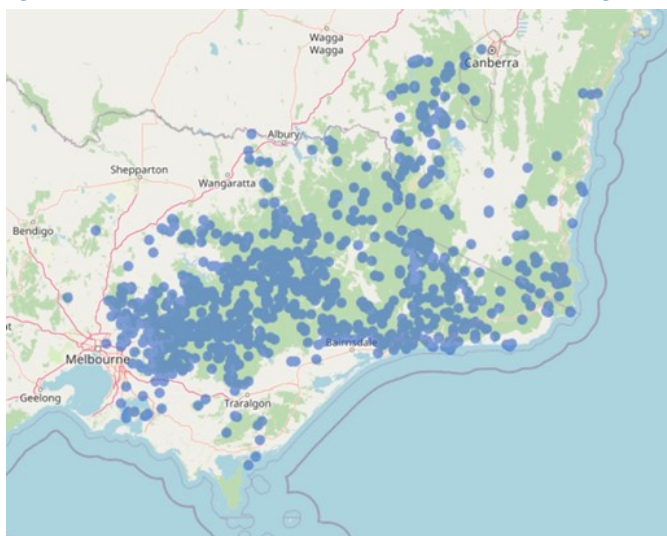 Wagga
Wagga
Canberra
Albury
Shepparton
Wangaratta
Bendigo
Bairnsdale
Melbourne
Geelong
Traralgon